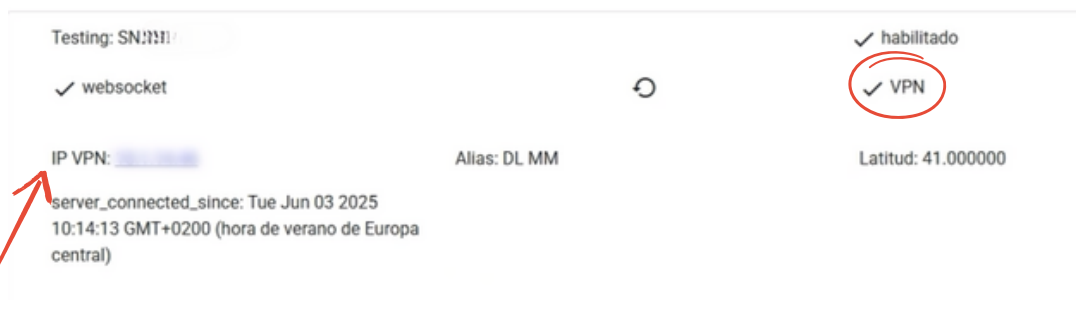 Testing: SN
habilitado
websocket
VPN
IP VPN:
Alias: DL MM
Latitud: 41.000000
server_connected_since: Tue Jun 03 2025
10:14:13 GMT+0200 (hora de verano de Europa
central)